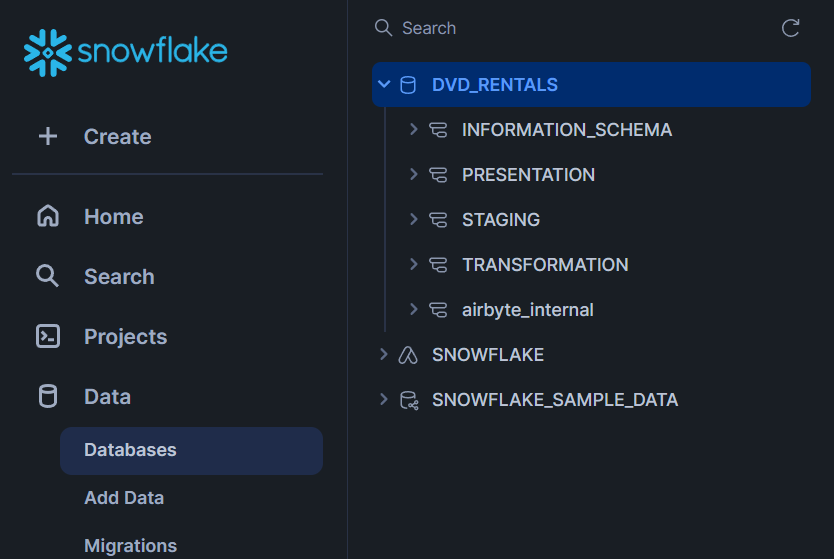 snowflake
Create
Home
Search
Projects
Data
Databases
Add Data
Migrations
Search
DVD_RENTALS
INFORMATION_SCHEMA
PRESENTATION
STAGING
TRANSFORMATION
airbyte_internal
SNOWFLAKE
SNOWFLAKE_SAMPLE_DATA